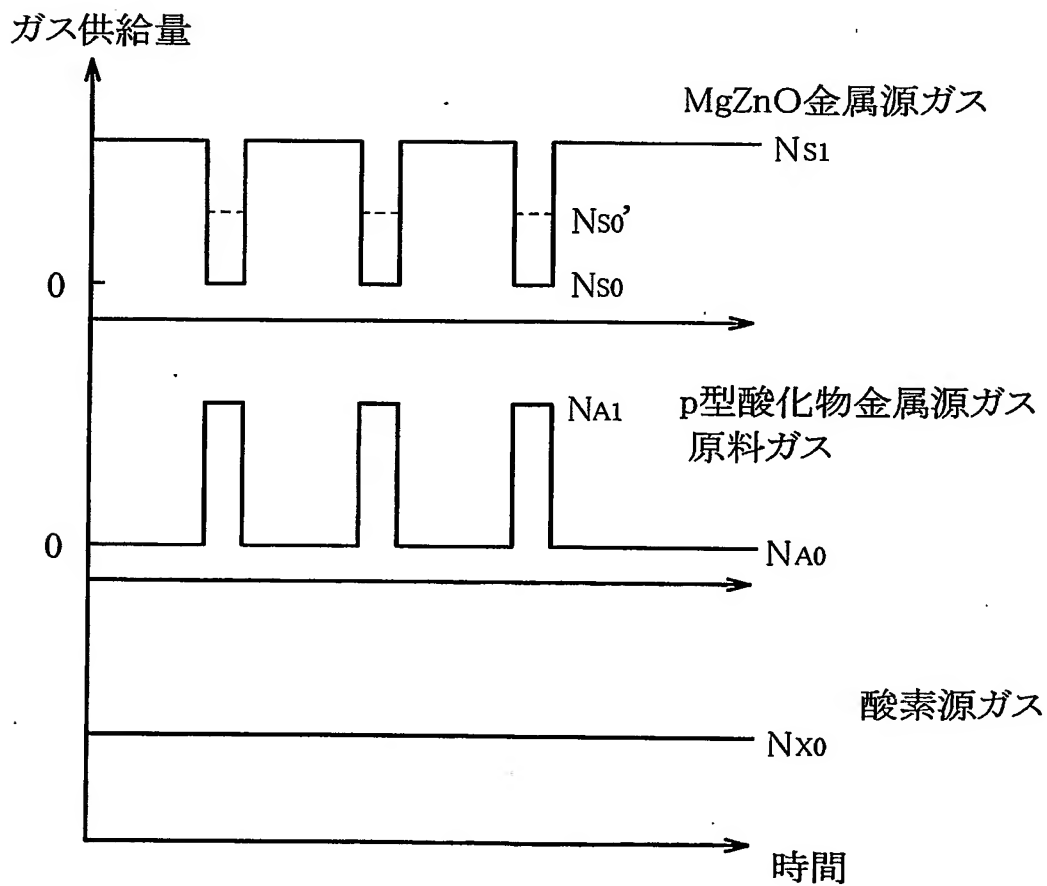 ガス供給量
MgZnO金属源ガス
NS1
NS0’
0
NS0
NA1
p型酸化物金属源ガス
原料ガス
0
NA0
酸素源ガス
NX0
時間